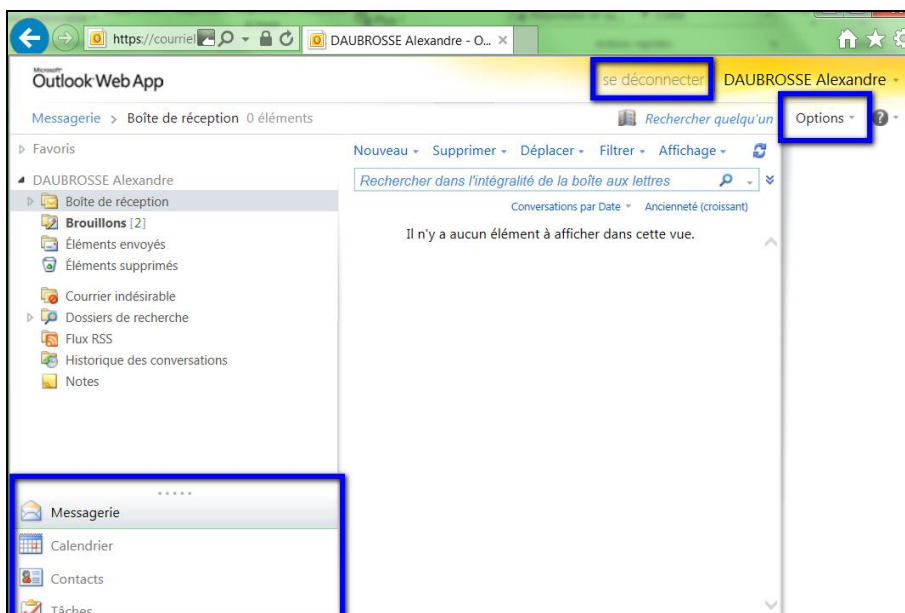 https://courriel
DAUBROSSE Alexandre - O...
Microsoft®
Outlook Web App
se déconnecter
DAUBROSSE Alexandre
Messagerie > Boîte de réception 0 éléments
Rechercher quelqu'un
Options
Favoris
Nouveau Supprimer Déplacer Filtrer Affichage
DAUBROSSE Alexandre
Rechercher dans l'intégralité de la boîte aux lettres
Boîte de réception
Conversations par Date Ancienneté (croissant)
Brouillons [2]
Il n'y a aucun élément à afficher dans cette vue.
Éléments envoyés
Éléments supprimés
Courrier indésirable
Dossiers de recherche
Flux RSS
Historique des conversations
Notes
Messagerie
Calendrier
Contacts
Tâches